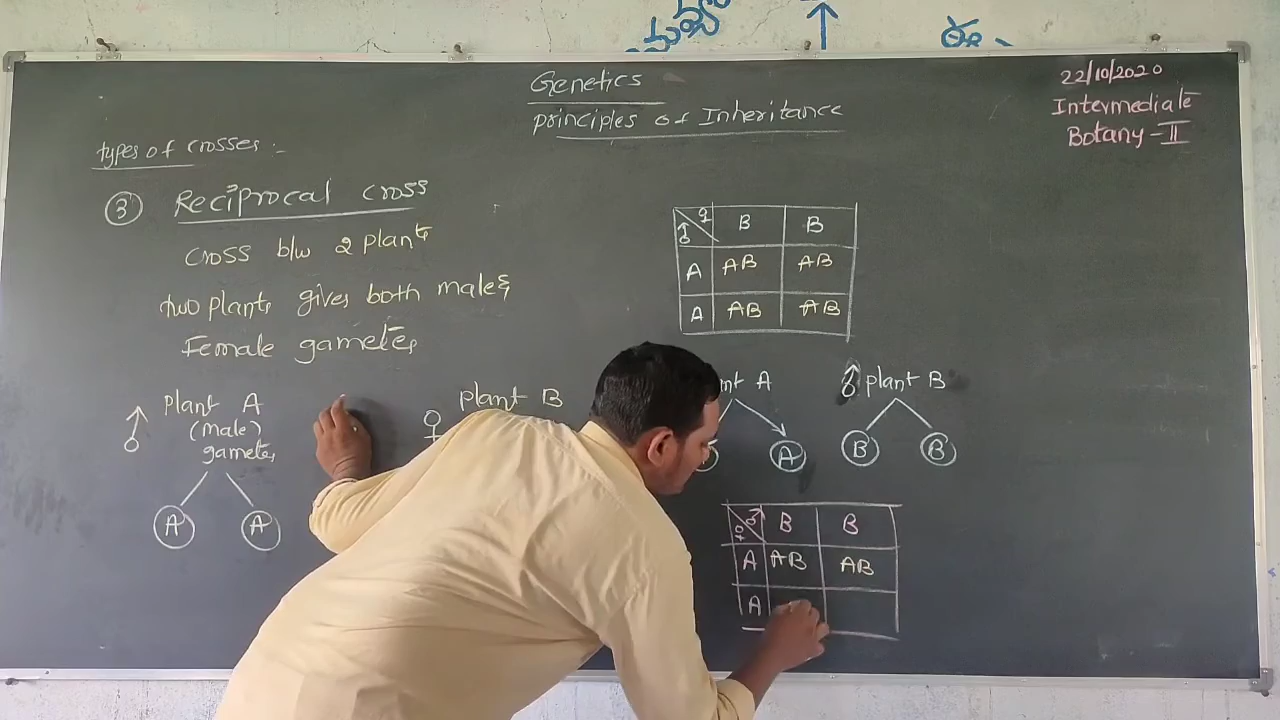 Genetics
principles of Inheritance
22/10/2020
Intermediate
Botany-II
types of crosses :-
③ Reciprocal cross
cross b/w 2 plants
two plants gives both male &
Female gametes
♂ plant A
(male)
gametes
A A
♀ plant B
♂ ♀ B B
A AB AB
A AB AB
A
♂ plant B
A B B
♀ ♂ B B
A AB AB
A